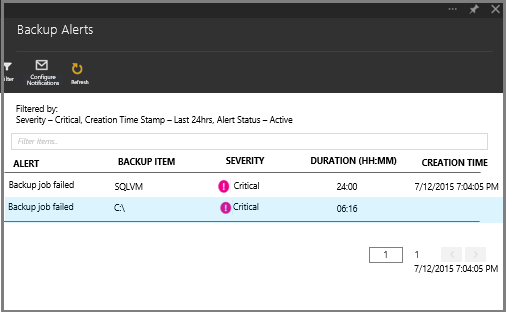 Backup Alerts
Configure
Notifications
Refresh
Filtered by:
Severity – Critical, Creation Time Stamp – Last 24hrs, Alert Status – Active
Filter items..
ALERT BACKUP ITEM SEVERITY DURATION (HH:MM) CREATION TIME
Backup job failed SQLVM Critical 24:00 7/12/2015 7:04:05 PM
Backup job failed C:\ Critical 06:16
1 1
7/12/2015 7:04:05 PM